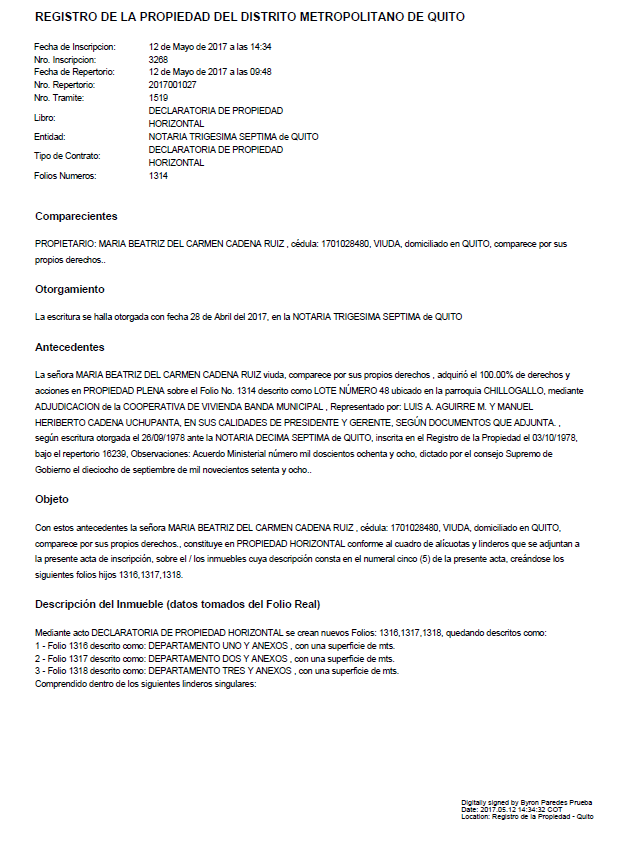 REGISTRO DE LA PROPIEDAD DEL DISTRITO METROPOLITANO DE QUITO
Fecha de Inscripcion: 12 de Mayo de 2017 a las 14:34
Nro. Inscripcion: 3268
Fecha de Repertorio: 12 de Mayo de 2017 a las 09:48
Nro. Repertorio: 2017001027
Nro. Tramite: 1519
Libro: DECLARATORIA DE PROPIEDAD
HORIZONTAL
Entidad: NOTARIA TRIGESIMA SEPTIMA de QUITO
Tipo de Contrato: DECLARATORIA DE PROPIEDAD
HORIZONTAL
Folios Numeros: 1314
Comparecientes
PROPIETARIO: MARIA BEATRIZ DEL CARMEN CADENA RUIZ , cédula: 1701028480, VIUDA, domiciliado en QUITO, comparece por sus
propios derechos..
Otorgamiento
La escritura se halla otorgada con fecha 28 de Abril del 2017, en la NOTARIA TRIGESIMA SEPTIMA de QUITO
Antecedentes
La señora MARIA BEATRIZ DEL CARMEN CADENA RUIZ viuda, comparece por sus propios derechos , adquirió el 100.00% de derechos y
acciones en PROPIEDAD PLENA sobre el Folio No. 1314 descrito como LOTE NÚMERO 48 ubicado en la parroquia CHILLOGALLO, mediante
ADJUDICACION de la COOPERATIVA DE VIVIENDA BANDA MUNICIPAL , Representado por: LUIS A. AGUIRRE M. Y MANUEL
HERIBERTO CADENA UCHUPANTA, EN SUS CALIDADES DE PRESIDENTE Y GERENTE, SEGÚN DOCUMENTOS QUE ADJUNTA. ,
según escritura otorgada el 26/09/1978 ante la NOTARIA DECIMA SEPTIMA de QUITO, inscrita en el Registro de la Propiedad el 03/10/1978,
bajo el repertorio 16239, Observaciones: Acuerdo Ministerial número mil doscientos ochenta y ocho, dictado por el consejo Supremo de
Gobierno el dieciocho de septiembre de mil novecientos setenta y ocho..
Objeto
Con estos antecedentes la señora MARIA BEATRIZ DEL CARMEN CADENA RUIZ , cédula: 1701028480, VIUDA, domiciliado en QUITO,
comparece por sus propios derechos., constituye en PROPIEDAD HORIZONTAL conforme al cuadro de alícuotas y linderos que se adjuntan a
la presente acta de inscripción, sobre el / los inmuebles cuya descripción consta en el numeral cinco (5) de la presente acta, creándose los
siguientes folios hijos 1316,1317,1318.
Descripción del Inmueble (datos tomados del Folio Real)
Mediante acto DECLARATORIA DE PROPIEDAD HORIZONTAL se crean nuevos Folios: 1316,1317,1318, quedando descritos como:
1 - Folio 1316 descrito como: DEPARTAMENTO UNO Y ANEXOS , con una superficie de mts.
2 - Folio 1317 descrito como: DEPARTAMENTO DOS Y ANEXOS , con una superficie de mts.
3 - Folio 1318 descrito como: DEPARTAMENTO TRES Y ANEXOS , con una superficie de mts.
Comprendido dentro de los siguientes linderos singulares:
Digitally signed by Byron Paredes Prueba
Date: 2017.05.12 14:34:32 COT
Location: Registro de la Propiedad - Quito